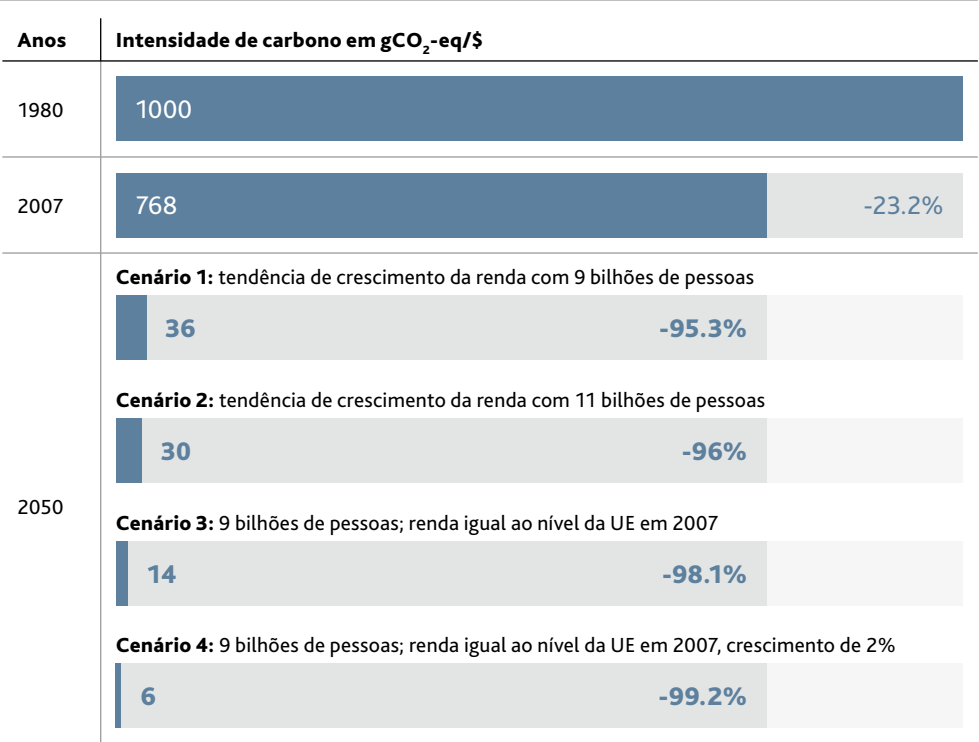 Anos Intensidade de carbono em gCO₂-eq/$
1980 1000
2007 768 -23.2%
Cenário 1: tendência de crescimento da renda com 9 bilhões de pessoas
36 -95.3%
Cenário 2: tendência de crescimento da renda com 11 bilhões de pessoas
30 -96%
2050
Cenário 3: 9 bilhões de pessoas; renda igual ao nível da UE em 2007
14 -98.1%
Cenário 4: 9 bilhões de pessoas; renda igual ao nível da UE em 2007, crescimento de 2%
6 -99.2%